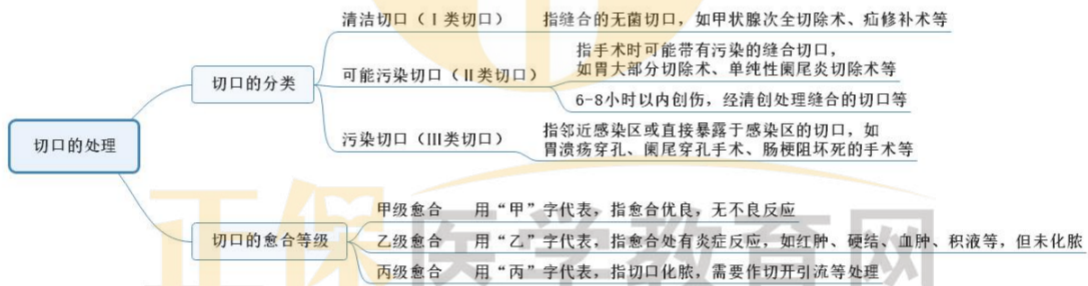 清洁切口（Ⅰ类切口） 指缝合的无菌切口，如甲状腺次全切除术、疝修补术等
指手术时可能带有污染的缝合切口，
切口的分类 可能污染切口（Ⅱ类切口） 如胃大部分切除术、单纯性阑尾炎切除术等
6-8小时以内创伤，经清创处理缝合的切口等
切口的处理 污染切口（Ⅲ类切口） 指邻近感染区或直接暴露于感染区的切口，如
胃溃疡穿孔、阑尾穿孔手术、肠梗阻坏死的手术等
甲级愈合 用“甲”字代表，指愈合优良，无不良反应
切口的愈合等级 乙级愈合 用“乙”字代表，指愈合处有炎症反应，如红肿、硬结、血肿、积液等，但未化脓
丙级愈合 用“丙”字代表，指切口化脓，需要作切开引流等处理
正保医学教育网